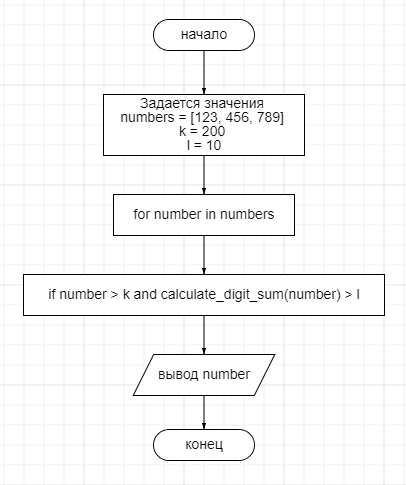 начало
Задается значения
numbers = [123, 456, 789]
k = 200
l = 10
for number in numbers
if number > k and calculate_digit_sum(number) > l
вывод number
конец